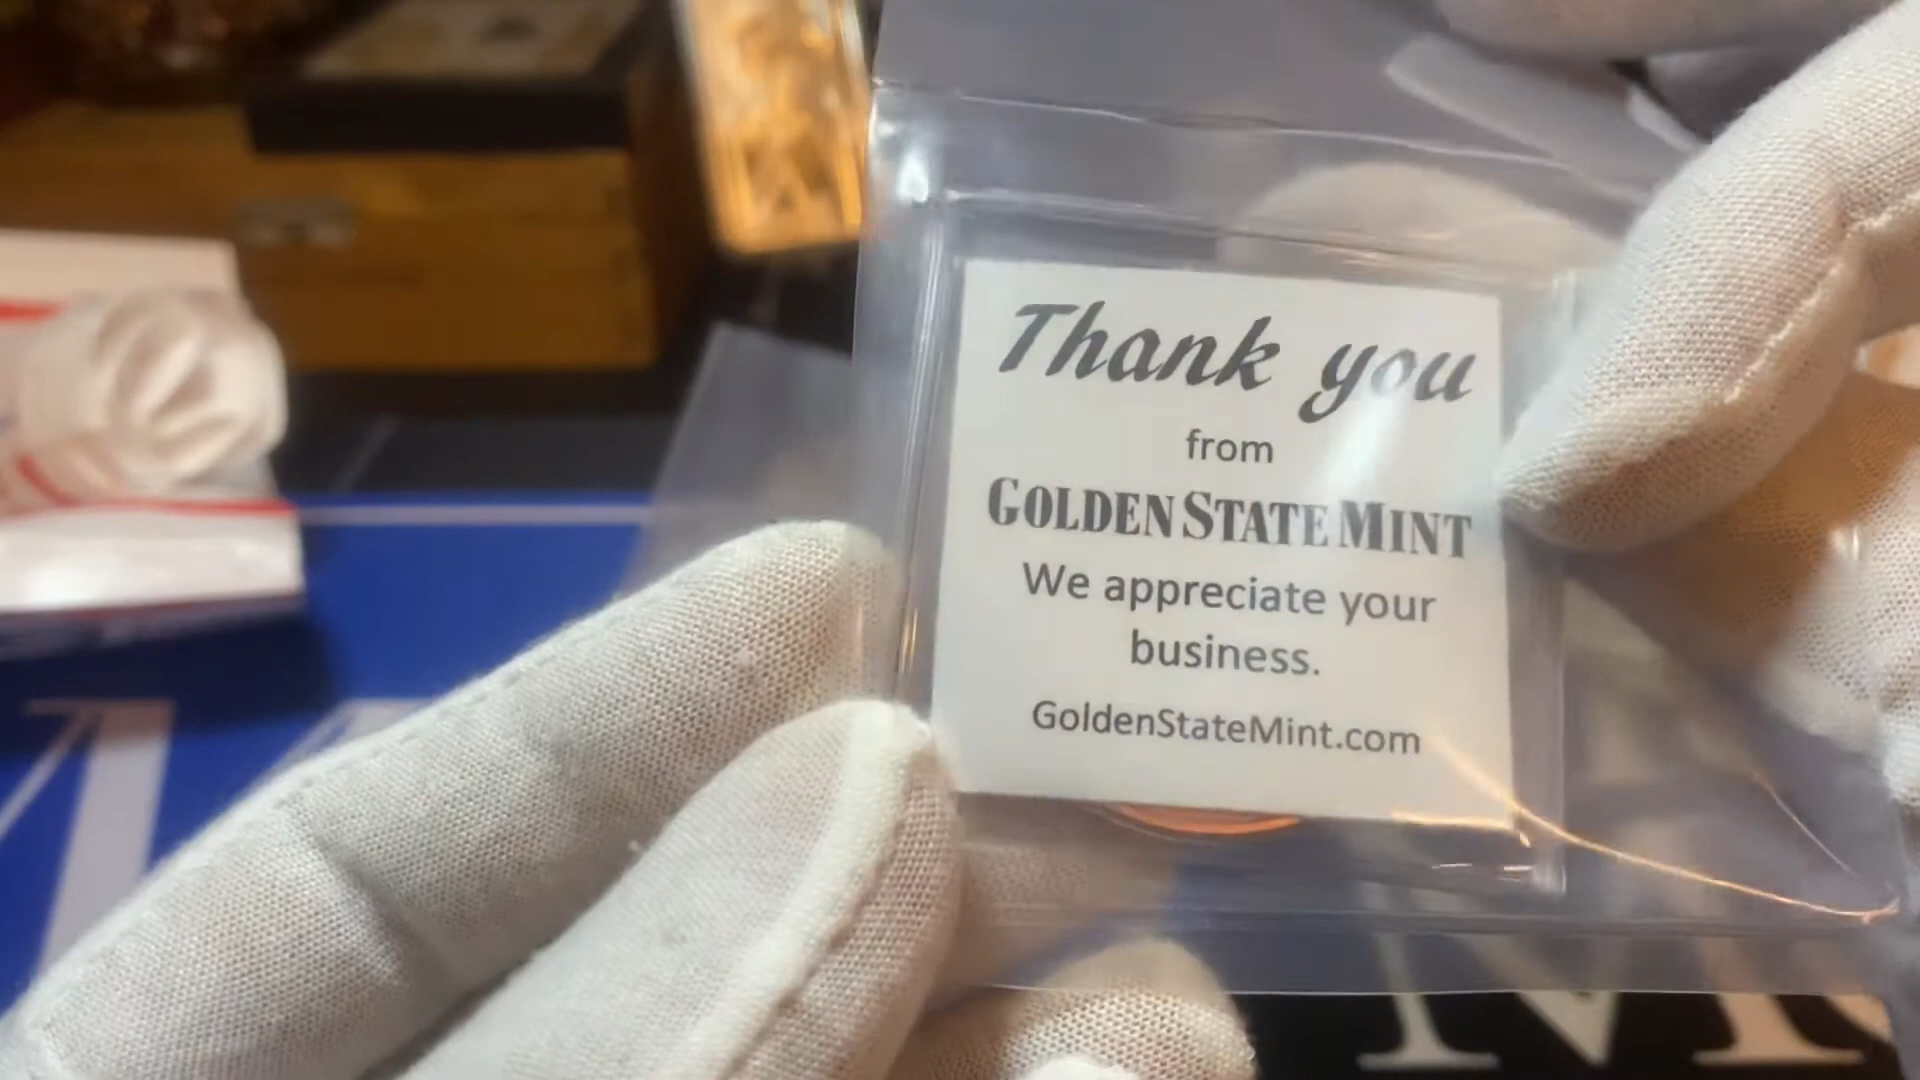 Thank you
from
GOLDEN STATE MINT
We appreciate your
business.
GoldenStateMint.com